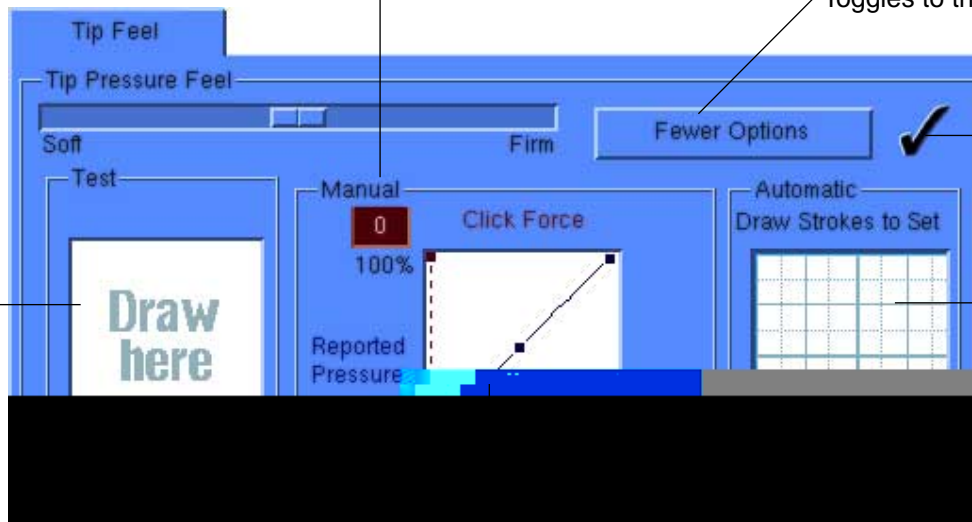 Toggles to th
Tip Feel
Tip Pressure Feel
Soft
Firm
Fewer Options
Test
Manual
Automatic
0
Click Force
Draw Strokes to Set
100%
Draw
here
Reported
Pressure